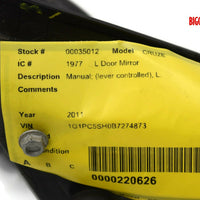 BIGG
Stock # 00035012 Model CRUZE
IC # 1977 L Door Mirror
Description Manual; (lever controlled), L.
Comments
Year 2011
VIN 1G1PC5SH0B7274873
Condition
0000220626